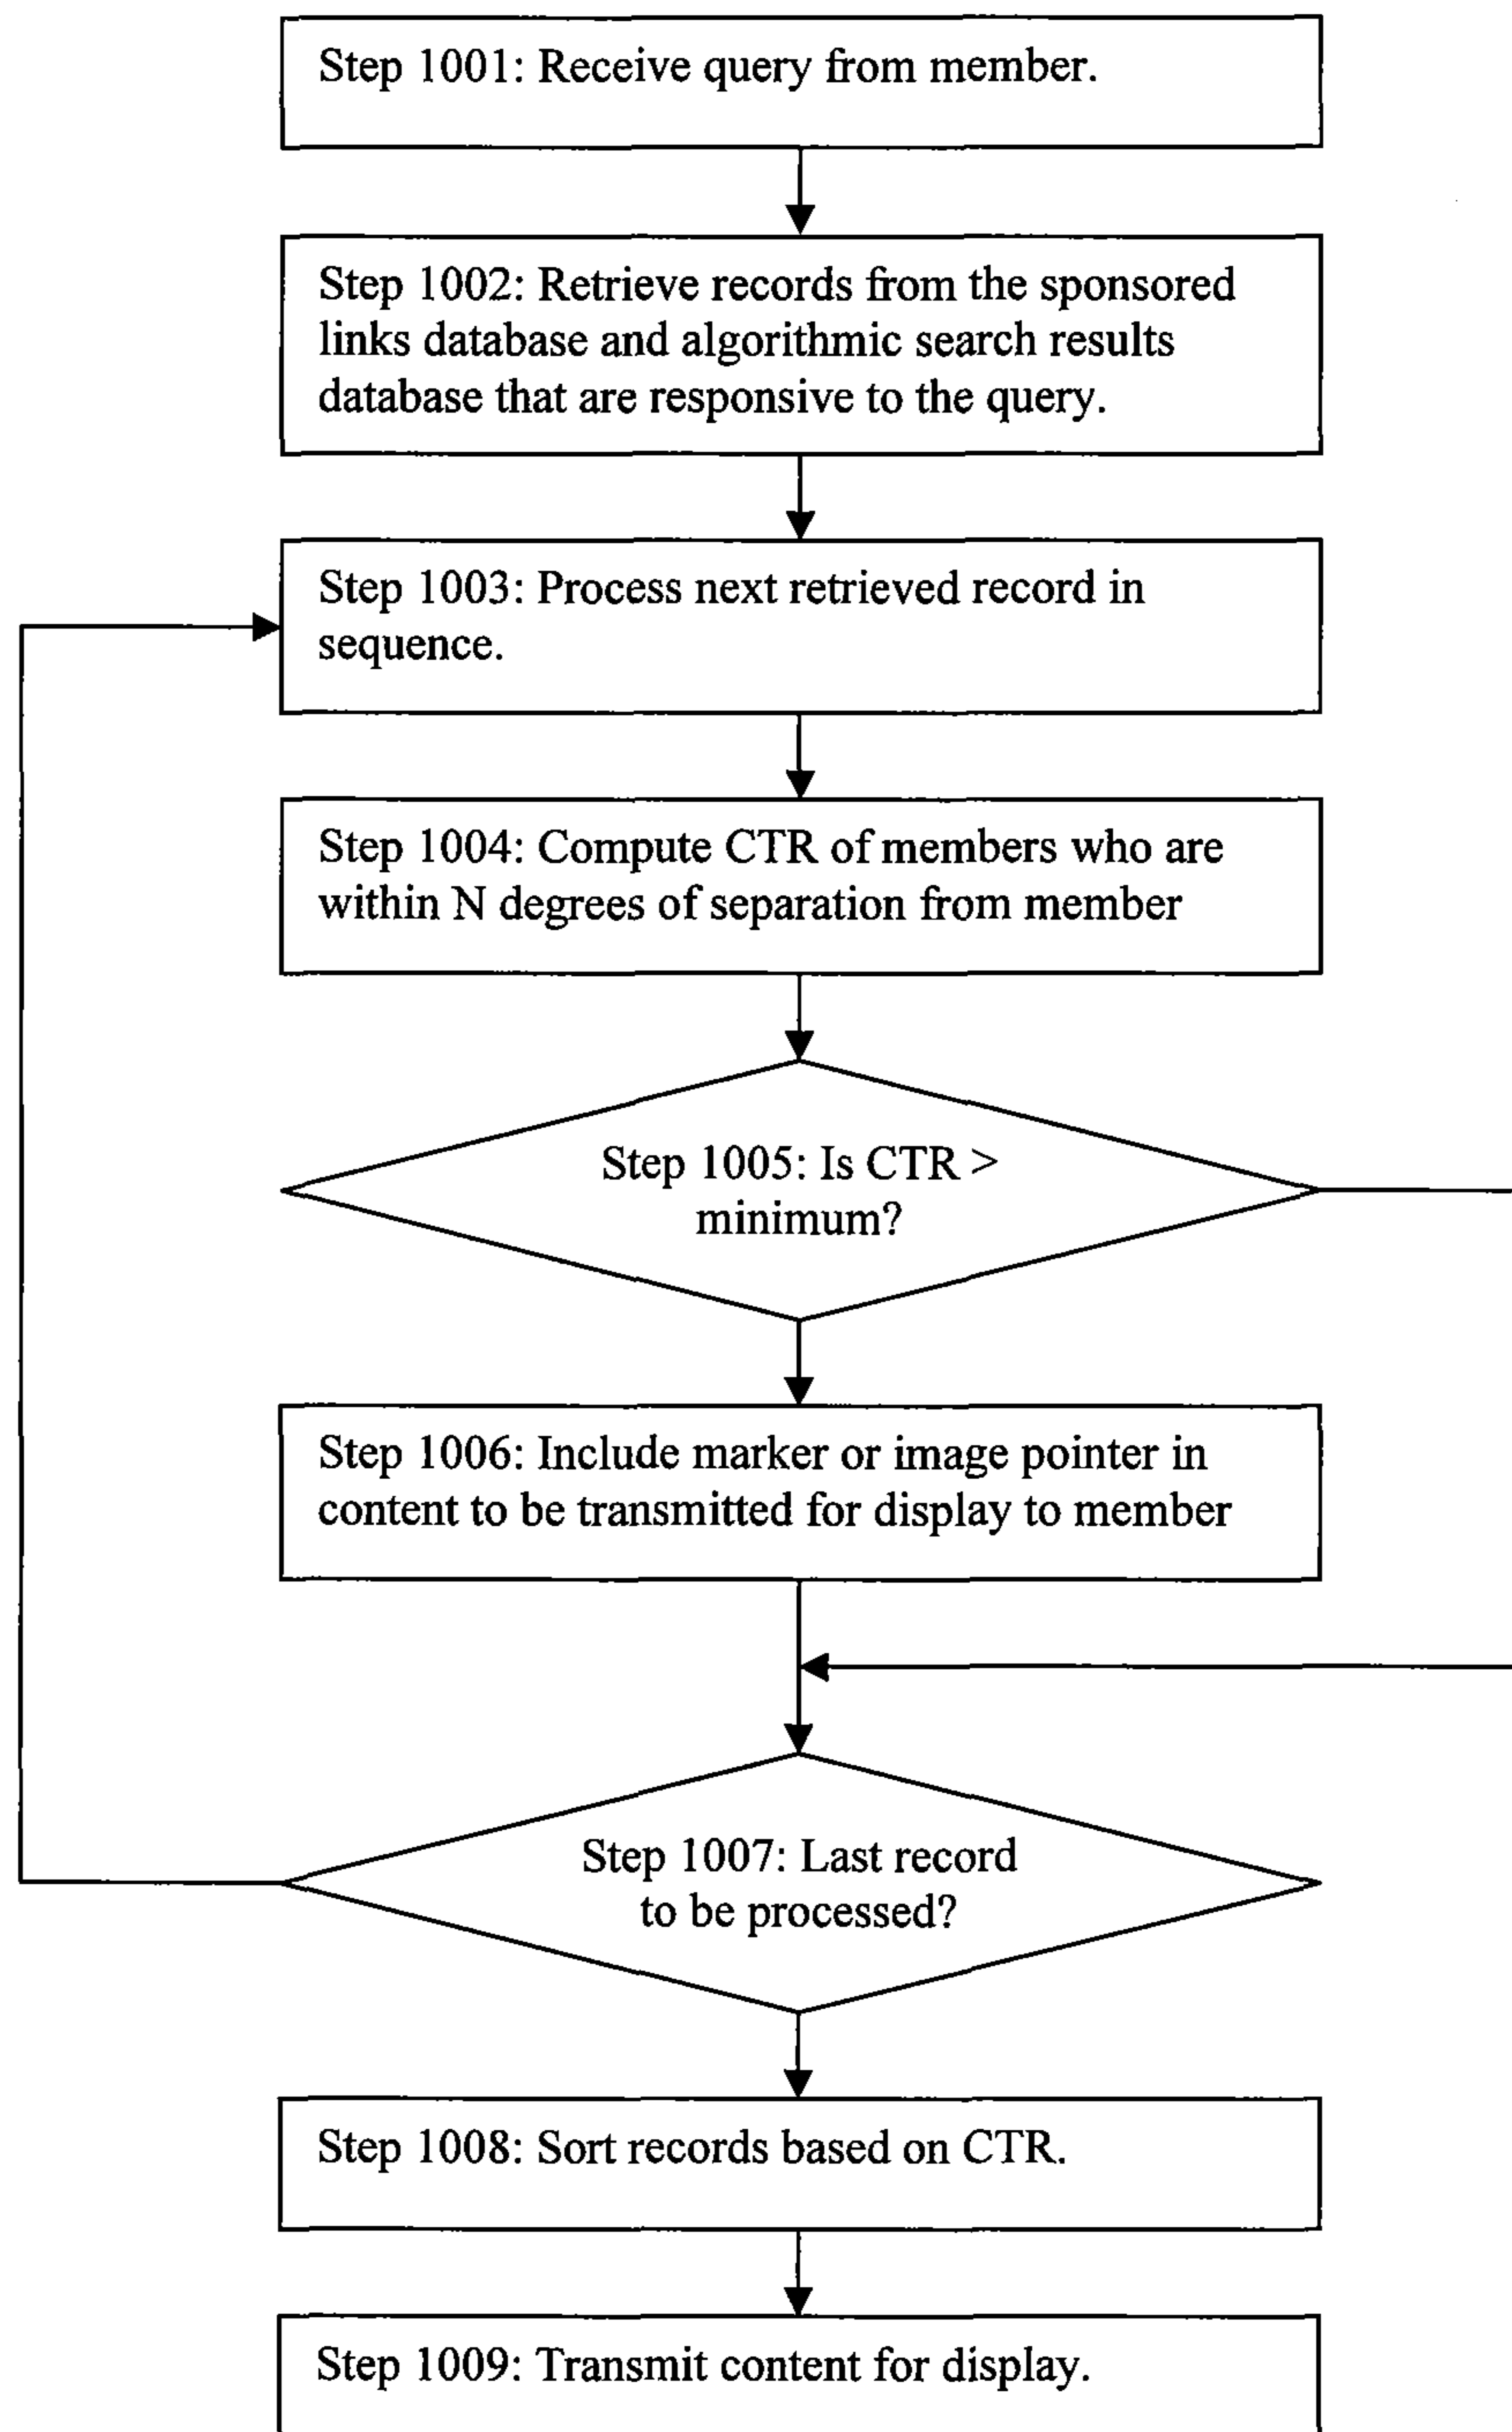 Step 1001: Receive query from member.
Step 1002: Retrieve records from the sponsored
links database and algorithmic search results
database that are responsive to the query.
Step 1003: Process next retrieved record in
sequence.
Step 1004: Compute CTR of members who are
within N degrees of separation from member
Step 1005: Is CTR >
minimum?
Step 1006: Include marker or image pointer in
content to be transmitted for display to member
Step 1007: Last record
to be processed?
Step 1008: Sort records based on CTR.
Step 1009: Transmit content for display.